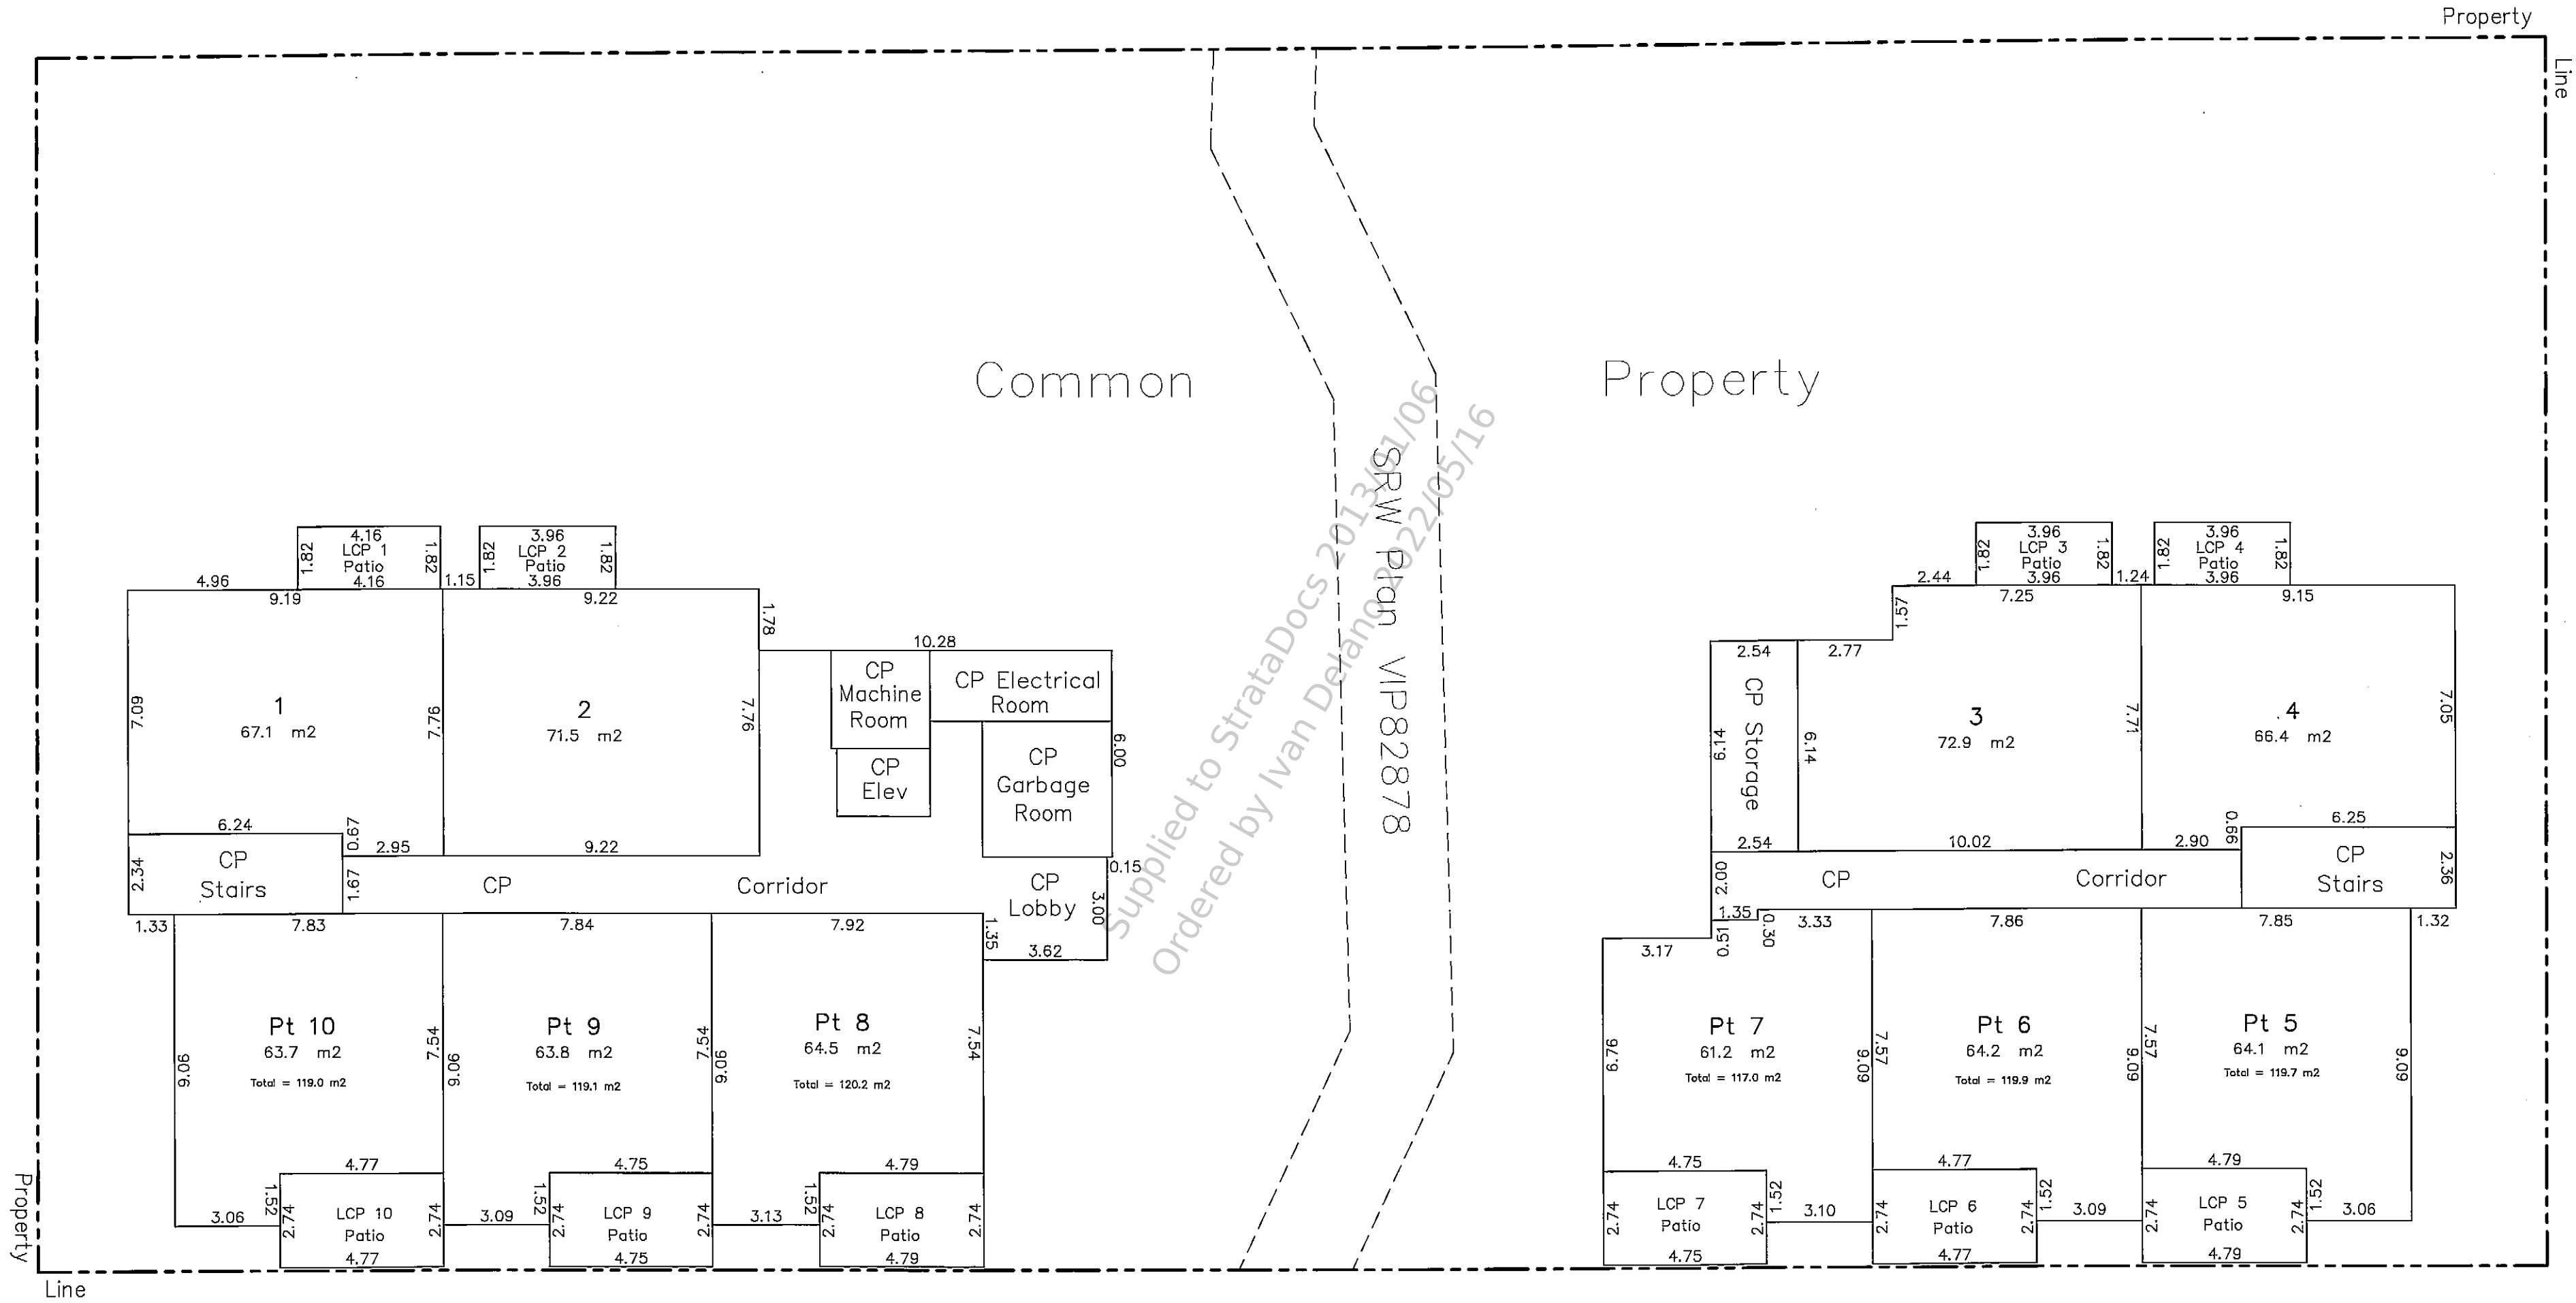 Property
Line
Common Property
SRW Plan VIP82878
Supplied to StrataDocs 2013/01/06
Ordered by Ivan Delano 2022/05/16
4.16
LCP 1
Patio
4.16
1.82
1.82
4.96
1.15
3.96
LCP 2
Patio
3.96
1.82
1.82
9.19
9.22
1.78
10.28
1
67.1 m2
7.09
7.76
2
71.5 m2
7.76
CP
Machine
Room
CP Electrical
Room
CP
Elev
CP
Garbage
Room
6.00
6.24
0.67
2.95
9.22
0.15
2.34
CP
Stairs
1.67
CP Corridor
CP
Lobby
3.00
1.33
7.83
7.84
7.92
1.35
3.62
Pt 10
63.7 m2
Total = 119.0 m2
9.06
7.54
9.06
Pt 9
63.8 m2
Total = 119.1 m2
7.54
9.06
Pt 8
64.5 m2
Total = 120.2 m2
7.54
4.77
1.52
3.06
2.74
LCP 10
Patio
2.74
4.77
4.75
1.52
3.09
2.74
LCP 9
Patio
2.74
4.75
4.79
1.52
3.13
2.74
LCP 8
Patio
2.74
4.79
3.96
LCP 3
Patio
3.96
1.82
1.82
2.44
1.24
3.96
LCP 4
Patio
3.96
1.82
1.82
7.25
9.15
1.57
2.54
2.77
CP Storage
6.14
6.14
3
72.9 m2
7.71
4
66.4 m2
7.05
2.54
10.02
2.90
0.66
6.25
2.00
CP Corridor
CP
Stairs
2.36
1.35
0.30
3.33
7.86
7.85
1.32
3.17
0.51
Pt 7
61.2 m2
Total = 117.0 m2
9.76
7.57
9.09
Pt 6
64.2 m2
Total = 119.9 m2
7.57
9.09
Pt 5
64.1 m2
Total = 119.7 m2
9.09
4.75
2.74
LCP 7
Patio
2.74
1.52
3.10
4.75
4.77
2.74
LCP 6
Patio
2.74
1.52
3.09
4.77
4.79
2.74
LCP 5
Patio
2.74
1.52
3.06
4.79
Property
Line